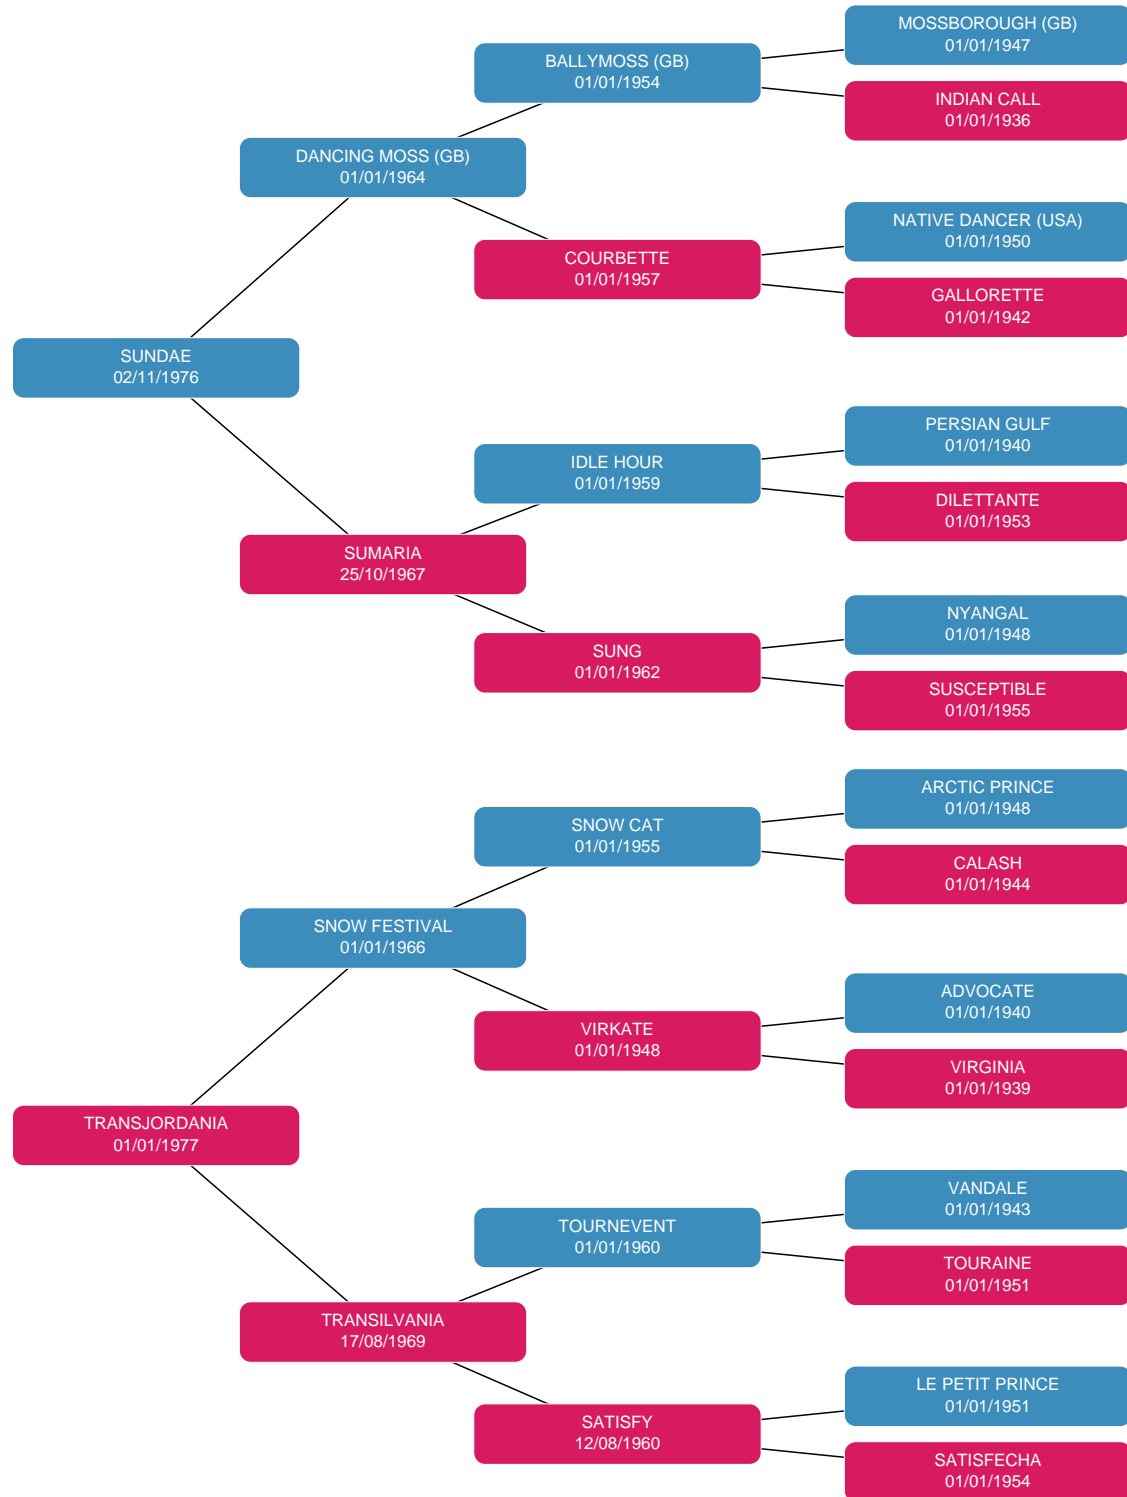 MOSSBOROUGH (GB)
01/01/1947
BALLYMOSS (GB)
01/01/1954
INDIAN CALL
01/01/1936
DANCING MOSS (GB)
01/01/1964
NATIVE DANCER (USA)
01/01/1950
COURBETTE
01/01/1957
GALLORETTE
01/01/1942
SUNDAE
02/11/1976
PERSIAN GULF
01/01/1940
IDLE HOUR
01/01/1959
DILETTANTE
01/01/1953
SUMARIA
25/10/1967
NYANGAL
01/01/1948
SUNG
01/01/1962
SUSCEPTIBLE
01/01/1955
ARCTIC PRINCE
01/01/1948
SNOW CAT
01/01/1955
CALASH
01/01/1944
SNOW FESTIVAL
01/01/1966
ADVOCATE
01/01/1940
VIRKATE
01/01/1948
VIRGINIA
01/01/1939
TRANSJORDANIA
01/01/1977
VANDALE
01/01/1943
TOURNEVENT
01/01/1960
TOURAINE
01/01/1951
TRANSILVANIA
17/08/1969
LE PETIT PRINCE
01/01/1951
SATISFY
12/08/1960
SATISFECHA
01/01/1954